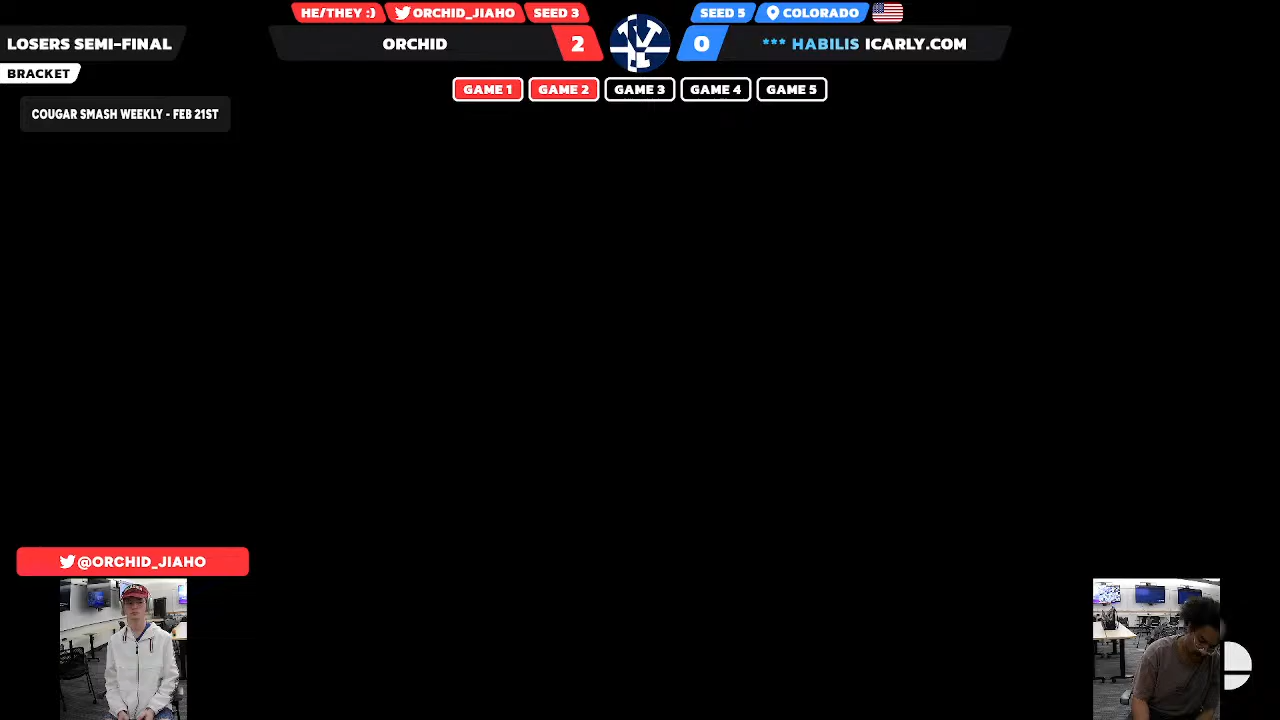 HE/THEY :) ORCHID_JIAHO SEED 3
SEED 5 COLORADO
LOSERS SEMI-FINAL
ORCHID 2
0 *** HABILIS ICARLY.COM
BRACKET
GAME 1 GAME 2 GAME 3 GAME 4 GAME 5
COUGAR SMASH WEEKLY - FEB 21ST
@ORCHID_JIAHO